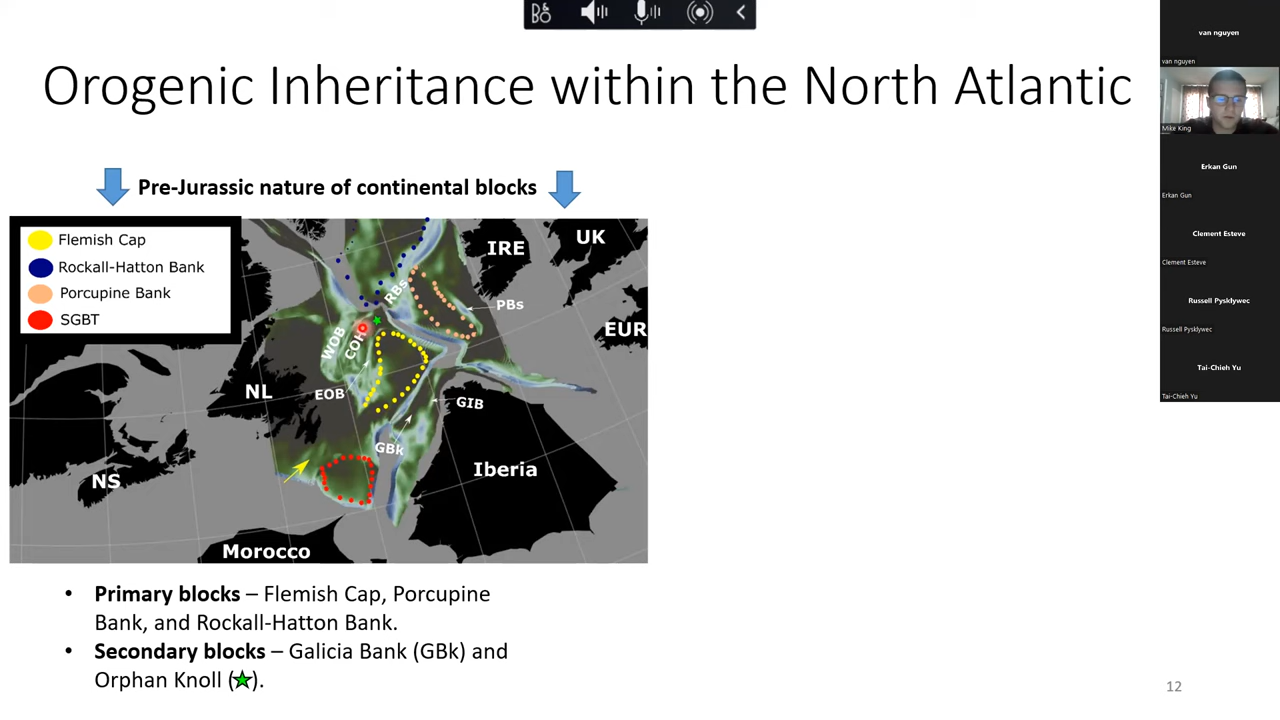 B&O
Orogenic Inheritance within the North Atlantic
Pre-Jurassic nature of continental blocks
Flemish Cap
Rockall-Hatton Bank
Porcupine Bank
SGBT
IRE
UK
RBs
PBs
EUR
WOB
COH
NL
EOB
GIB
GBk
Iberia
NS
Morocco
• Primary blocks – Flemish Cap, Porcupine
Bank, and Rockall-Hatton Bank.
• Secondary blocks – Galicia Bank (GBk) and
Orphan Knoll ( ).
12
van nguyen
van nguyen
Mike King
Erkan Gun
Erkan Gun
Clement Esteve
Clement Esteve
Russell Pysklywec
Russell Pysklywec
Tai-Chieh Yu
Tai-Chieh Yu